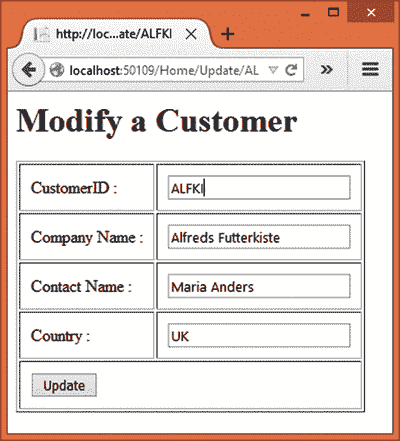 http://loc...ate/ALFKI
localhost:50109/Home/Update/AL
Modify a Customer
CustomerID : ALFKI
Company Name : Alfreds Futterkiste
Contact Name : Maria Anders
Country : UK
Update